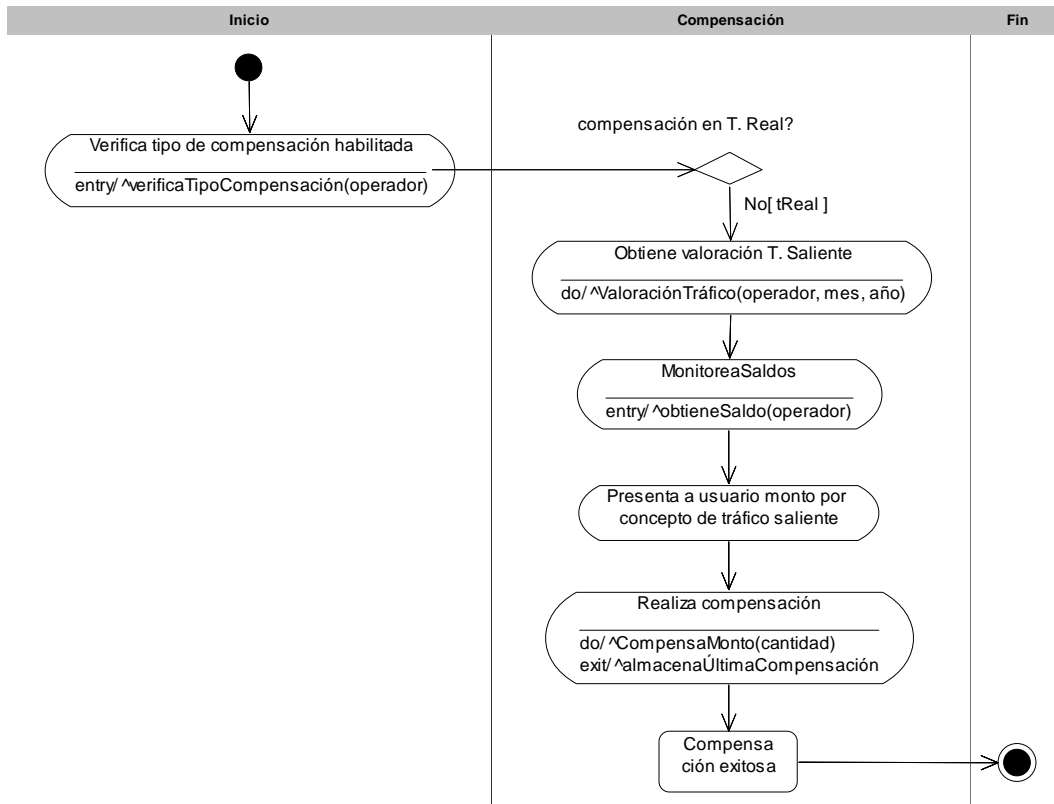 Inicio
Compensación
Fin
compensación en T. Real?
Verifica tipo de compensación habilitada
entry/ ^verificaTipoCompensación(operador)
No[ tReal ]
Obtiene valoración T. Saliente
do/ ^ValoraciónTráfico(operador, mes, año)
MonitoreaSaldos
entry/ ^obtieneSaldo(operador)
Presenta a usuario monto por
concepto de tráfico saliente
Realiza compensación
do/ ^CompensaMonto(cantidad)
exit/ ^almacenaÚltimaCompensación
Compensa
ción exitosa